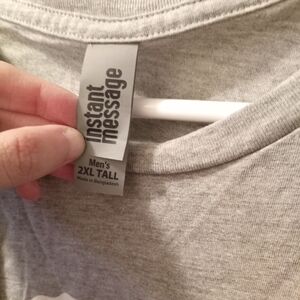 instant
message
Men's
2XL TALL
Made in Bangladesh